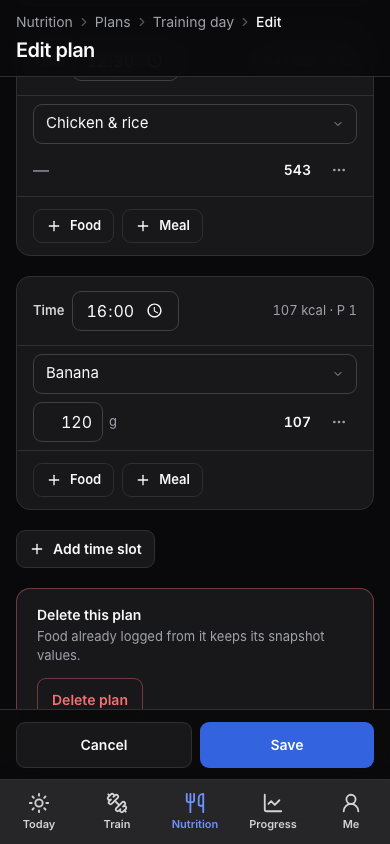 Nutrition > Plans > Training day > Edit
Edit plan
Chicken & rice
— 543 ···
+ Food + Meal
Time 16:00 107 kcal · P 1
Banana
120 g 107 ···
+ Food + Meal
+ Add time slot
Delete this plan
Food already logged from it keeps its snapshot
values.
Delete plan
Cancel Save
Today Train Nutrition Progress Me